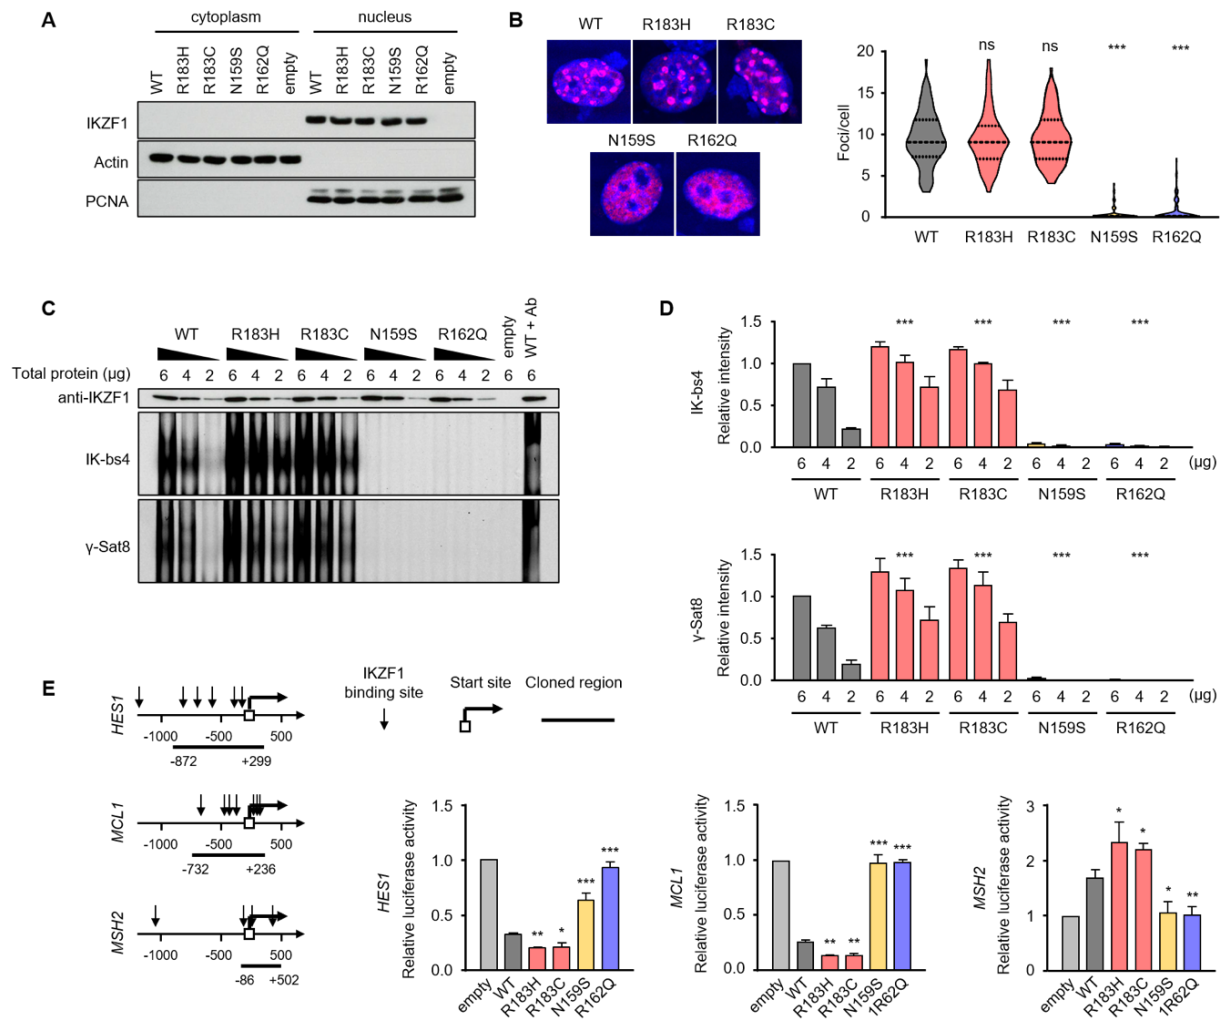 A
cytoplasm nucleus
WT R183H R183C N159S R162Q empty WT R183H R183C N159S R162Q empty
IKZF1
Actin
PCNA
B
WT R183H R183C
N159S R162Q
Foci/cell
20
15
10
5
0
ns ns *** ***
WT R183H R183C N159S R162Q
C
WT R183H R183C N159S R162Q empty WT + Ab
Total protein (µg) 6 4 2 6 4 2 6 4 2 6 4 2 6 4 2 6 6
anti-IKZF1
IK-bs4
γ-Sat8
D
IK-bs4
Relative intensity
1.5
1.0
0.5
0.0
*** *** *** ***
6 4 2 6 4 2 6 4 2 6 4 2 6 4 2 (µg)
WT R183H R183C N159S R162Q
γ-Sat8
Relative intensity
1.5
1.0
0.5
0.0
*** *** *** ***
6 4 2 6 4 2 6 4 2 6 4 2 6 4 2 (µg)
WT R183H R183C N159S R162Q
E
IKZF1
binding site
Start site
Cloned region
HES1
-1000 -500 500
-872 +299
MCL1
-1000 -500 500
-732 +236
MSH2
-1000 -500 500
-86 +502
HES1
Relative luciferase activity
1.5
1.0
0.5
0.0
** * *** ***
empty WT R183H R183C N159S R162Q
MCL1
Relative luciferase activity
1.5
1.0
0.5
0.0
** ** *** ***
empty WT R183H R183C N159S 1R62Q
MSH2
Relative luciferase activity
3
2
1
0
* * * **
empty WT R183H R183C N159S 1R62Q